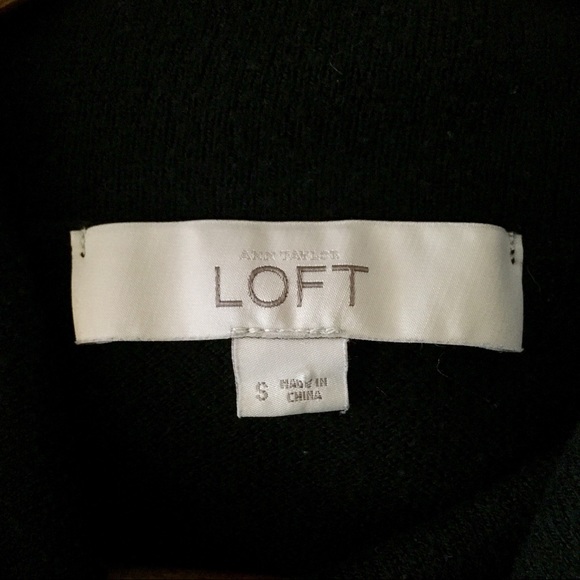 ANN TAYLOR
LOFT
S MADE IN
CHINA